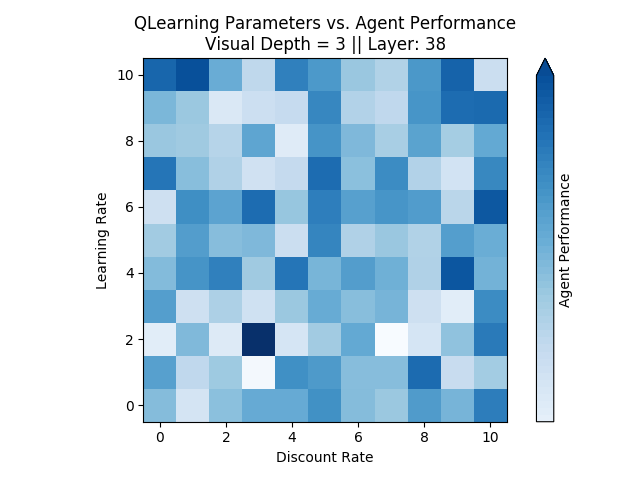 QLearning Parameters vs. Agent Performance
Visual Depth = 3 || Layer: 38
10
8
6
4
2
0
Learning Rate
0 2 4 6 8 10
Discount Rate
Agent Performance